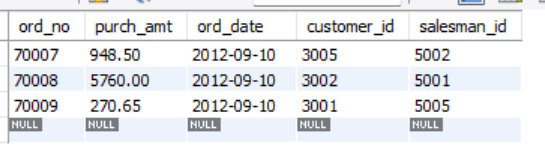 ord_no purch_amt ord_date customer_id salesman_id
70007 948.50 2012-09-10 3005 5002
70008 5760.00 2012-09-10 3002 5001
70009 270.65 2012-09-10 3001 5005
NULL NULL NULL NULL NULL